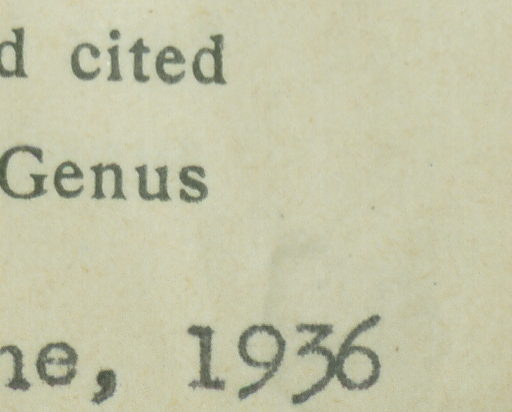 d cited
Genus
ne, 1936